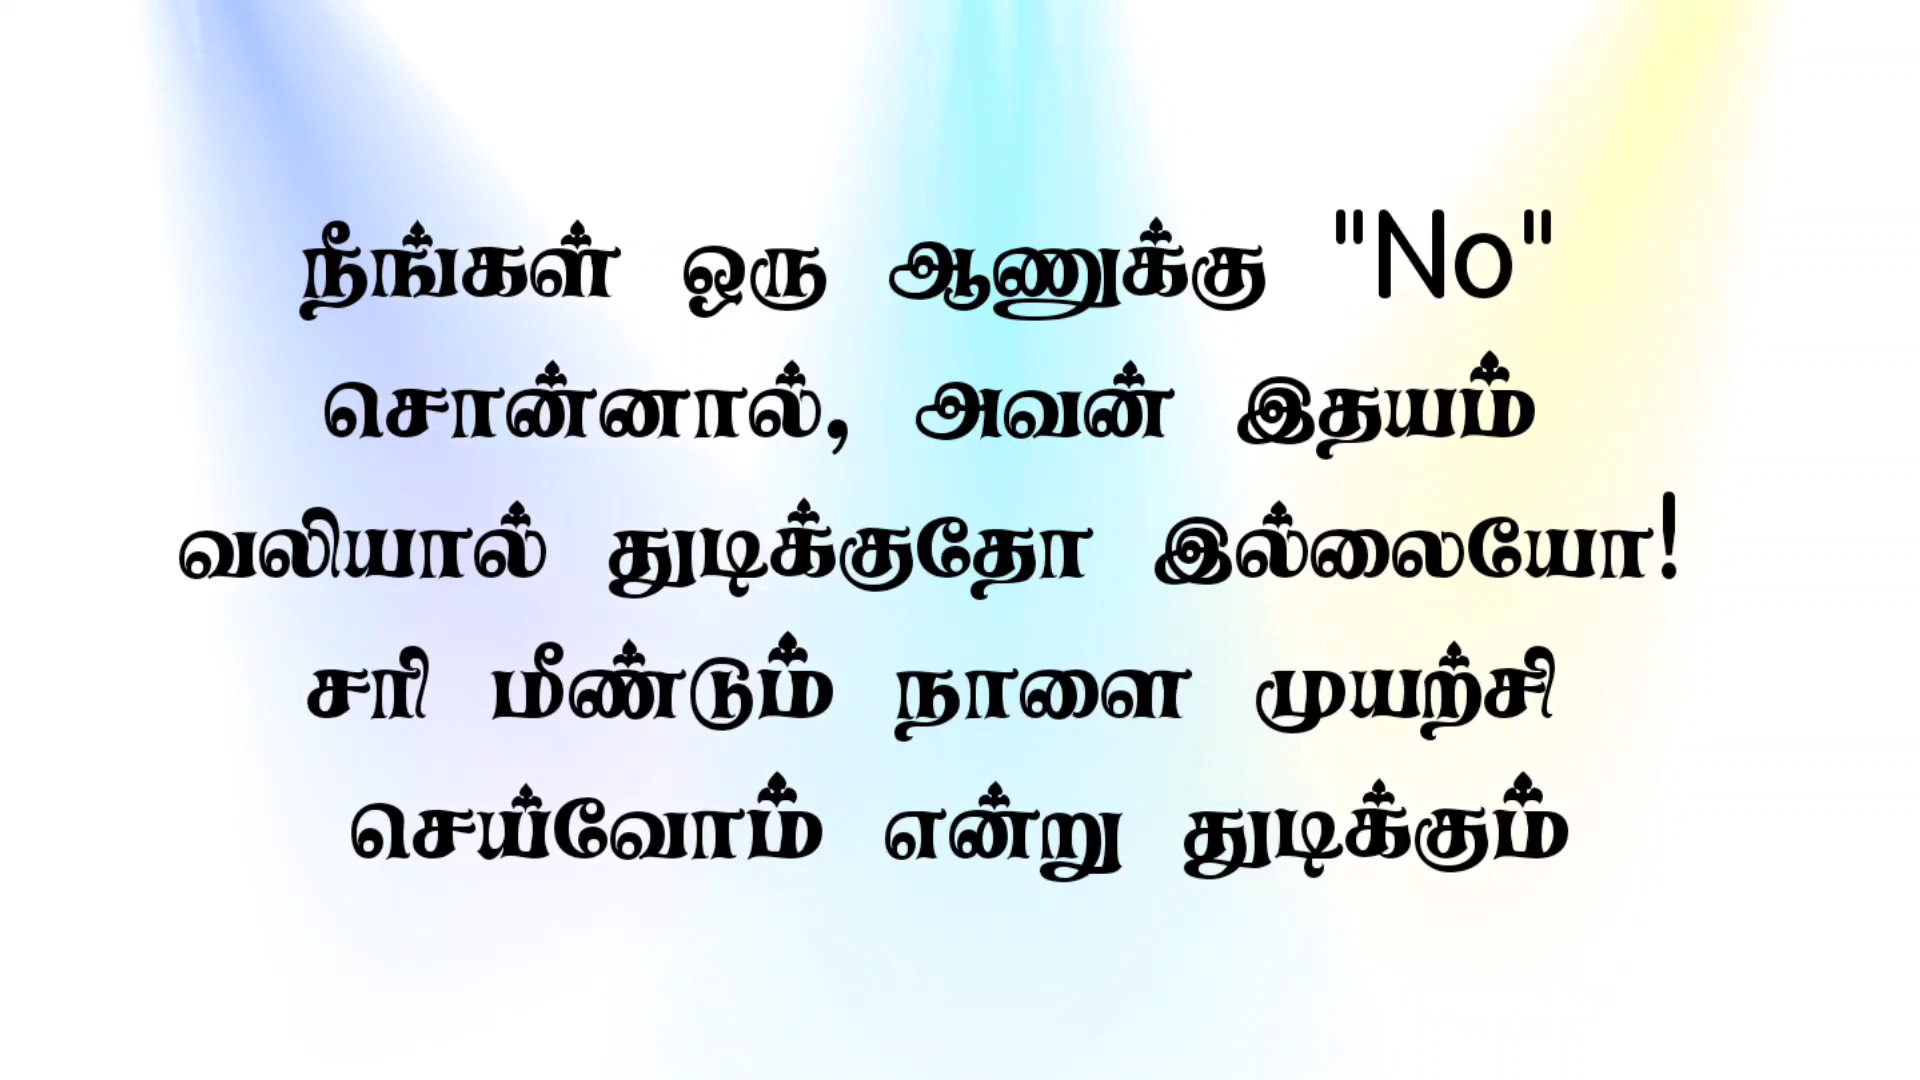 நீங்கள் ஒரு ஆணுக்கு "No"
சொன்னால், அவன் இதயம்
வலியால் துடிக்குதோ இல்லையோ!
சரி மீண்டும் நாளை முயற்சி
செய்வோம் என்று துடிக்கும்